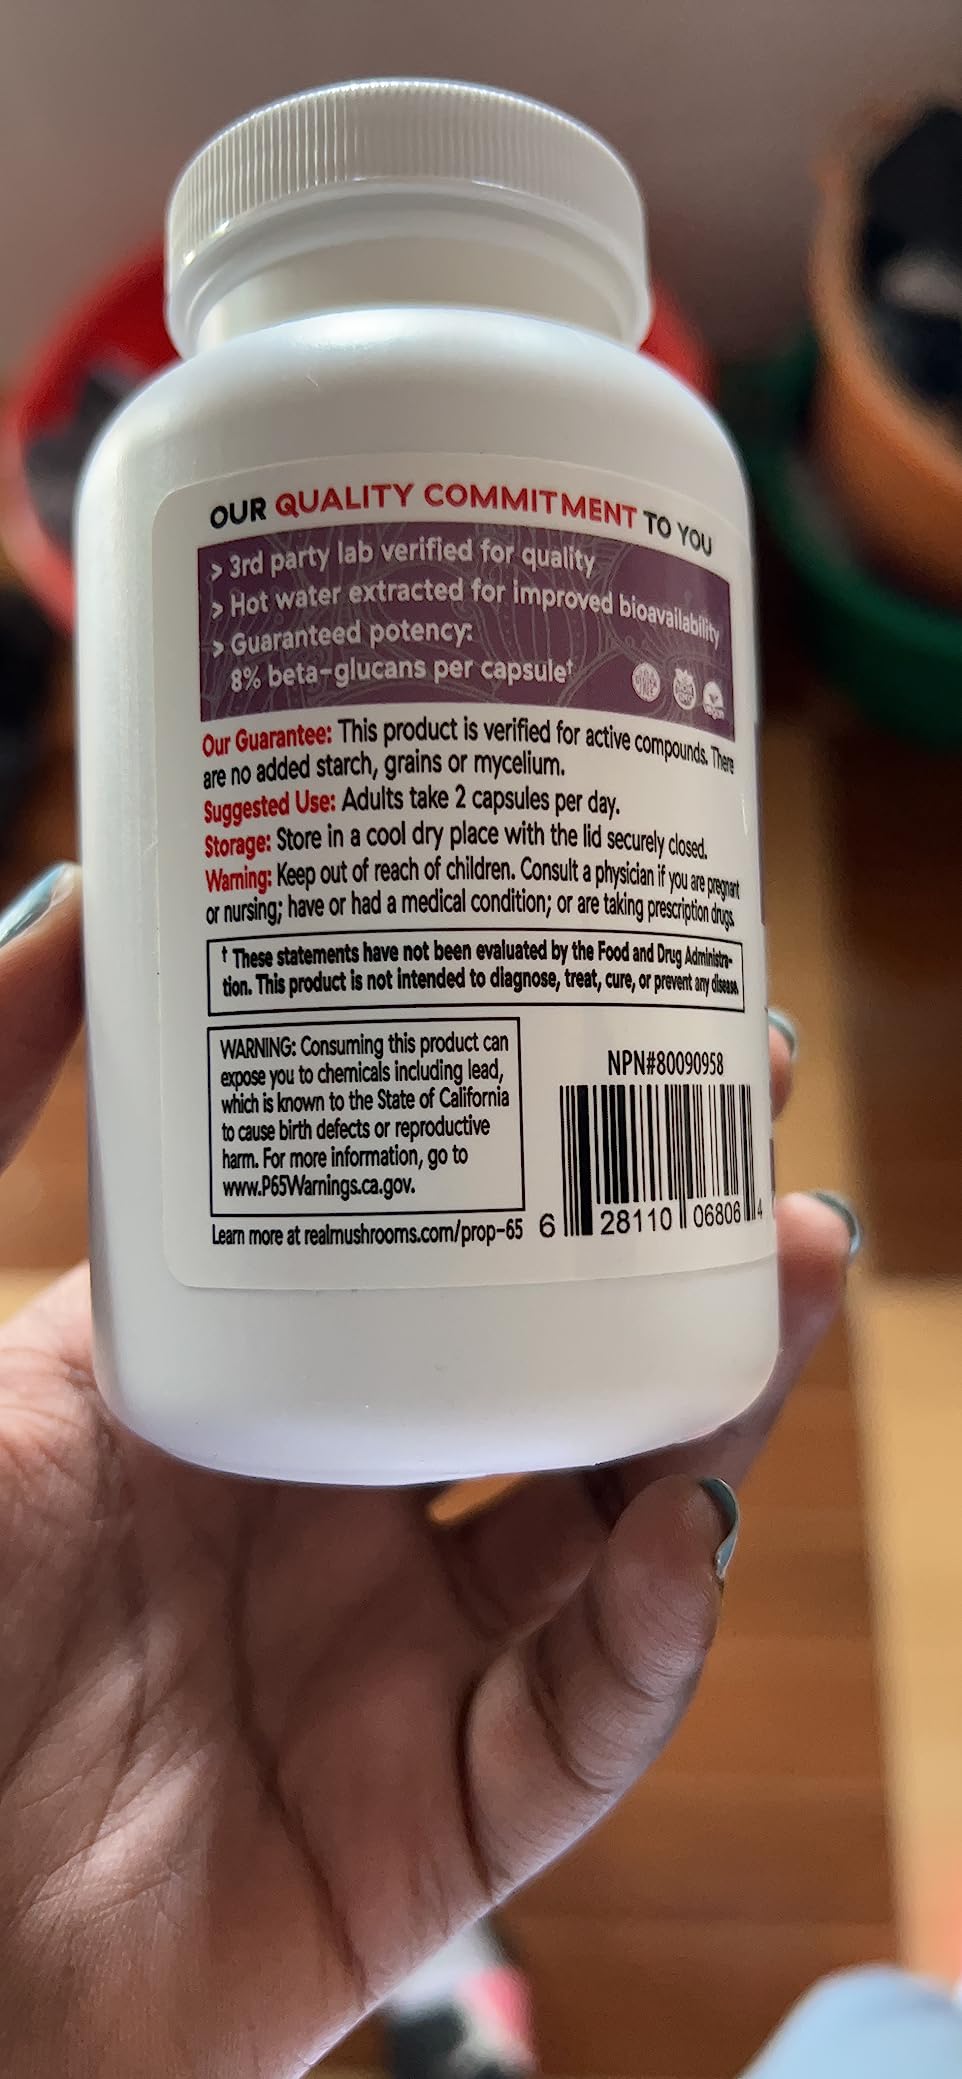 OUR QUALITY COMMITMENT TO YOU
> 3rd party lab verified for quality
> Hot water extracted for improved bioavailability
> Guaranteed potency:
8% beta-glucans per capsule†
Our Guarantee: This product is verified for active compounds. There
are no added starch, grains or mycelium.
Suggested Use: Adults take 2 capsules per day.
Storage: Store in a cool dry place with the lid securely closed.
Warning: Keep out of reach of children. Consult a physician if you are pregnant
or nursing; have or had a medical condition; or are taking prescription drugs.
† These statements have not been evaluated by the Food and Drug Administra-
tion. This product is not intended to diagnose, treat, cure, or prevent any disease.
WARNING: Consuming this product can
expose you to chemicals including lead,
which is known to the State of California
to cause birth defects or reproductive
harm. For more information, go to
www.P65Warnings.ca.gov.
Learn more at realmushrooms.com/prop-65
NPN#80090958
6 28110 06806 4